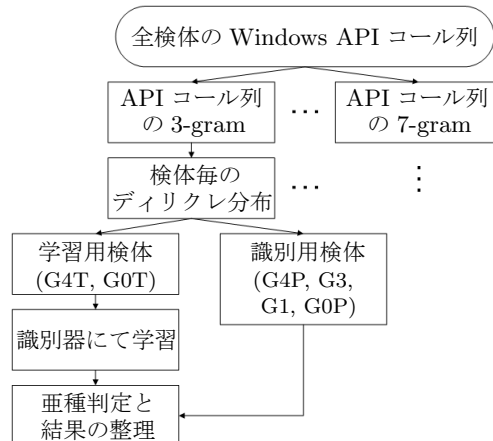 全検体の Windows API コール列
API コール列
の 3-gram
…
API コール列
の 7-gram
検体毎の
ディリクレ分布
…
⋮
学習用検体
(G4T, G0T)
識別用検体
(G4P, G3,
G1, G0P)
識別器にて学習
亜種判定と
結果の整理